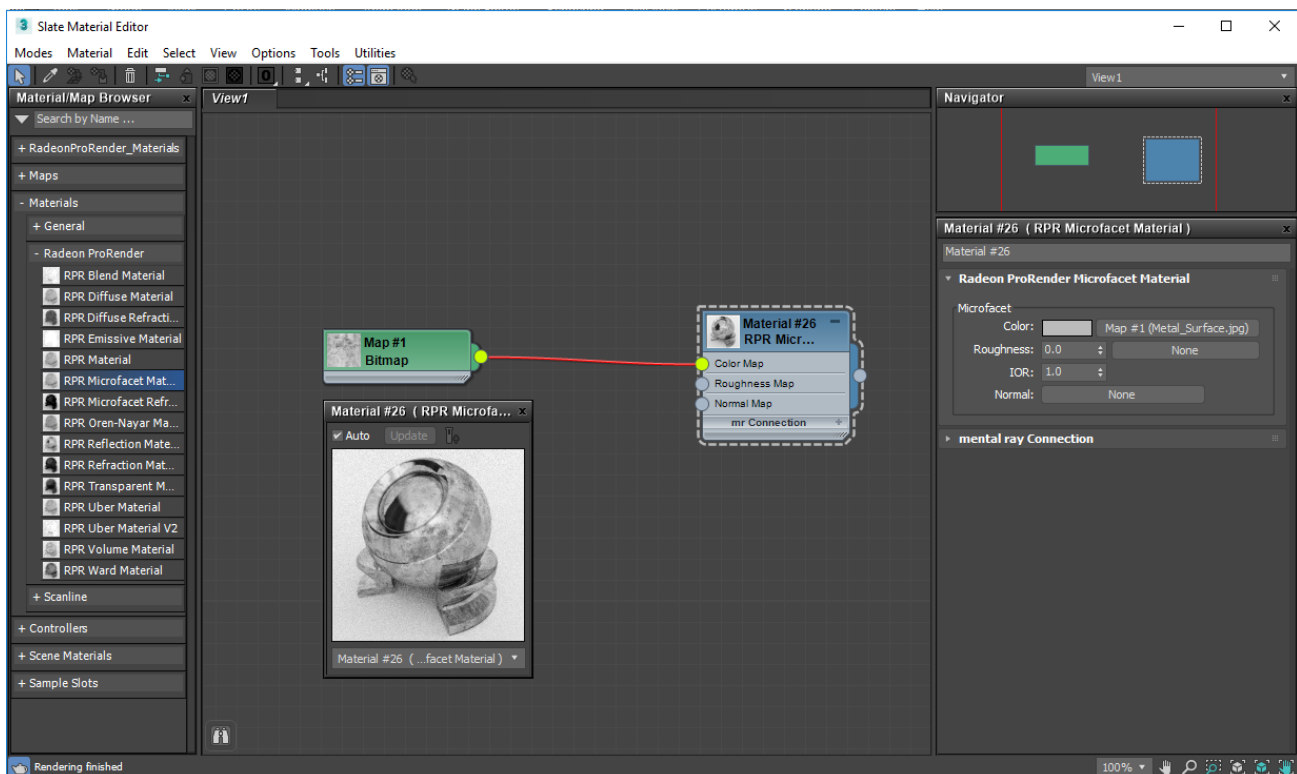 Slate Material Editor
Modes Material Edit Select View Options Tools Utilities
View1
Material/Map Browser x
Search by Name ...
+ RadeonProRender_Materials
+ Maps
- Materials
+ General
- Radeon ProRender
RPR Blend Material
RPR Diffuse Material
RPR Diffuse Refracti...
RPR Emissive Material
RPR Material
RPR Microfacet Mat...
RPR Microfacet Refr...
RPR Oren-Nayar Ma...
RPR Reflection Mate...
RPR Refraction Mat...
RPR Transparent M...
RPR Uber Material
RPR Uber Material V2
RPR Volume Material
RPR Ward Material
+ Scanline
+ Controllers
+ Scene Materials
+ Sample Slots
View1
Map #1
Bitmap
Material #26
RPR Micr...
Color Map
Roughness Map
Normal Map
mr Connection +
Material #26 ( RPR Microfa... x
Auto Update
Material #26 ( ...facet Material )
Navigator x
Material #26 ( RPR Microfacet Material ) x
Material #26
Radeon ProRender Microfacet Material
Microfacet
Color: Map #1 (Metal_Surface.jpg)
Roughness: 0.0 None
IOR: 1.0
Normal: None
mental ray Connection
Rendering finished
100%